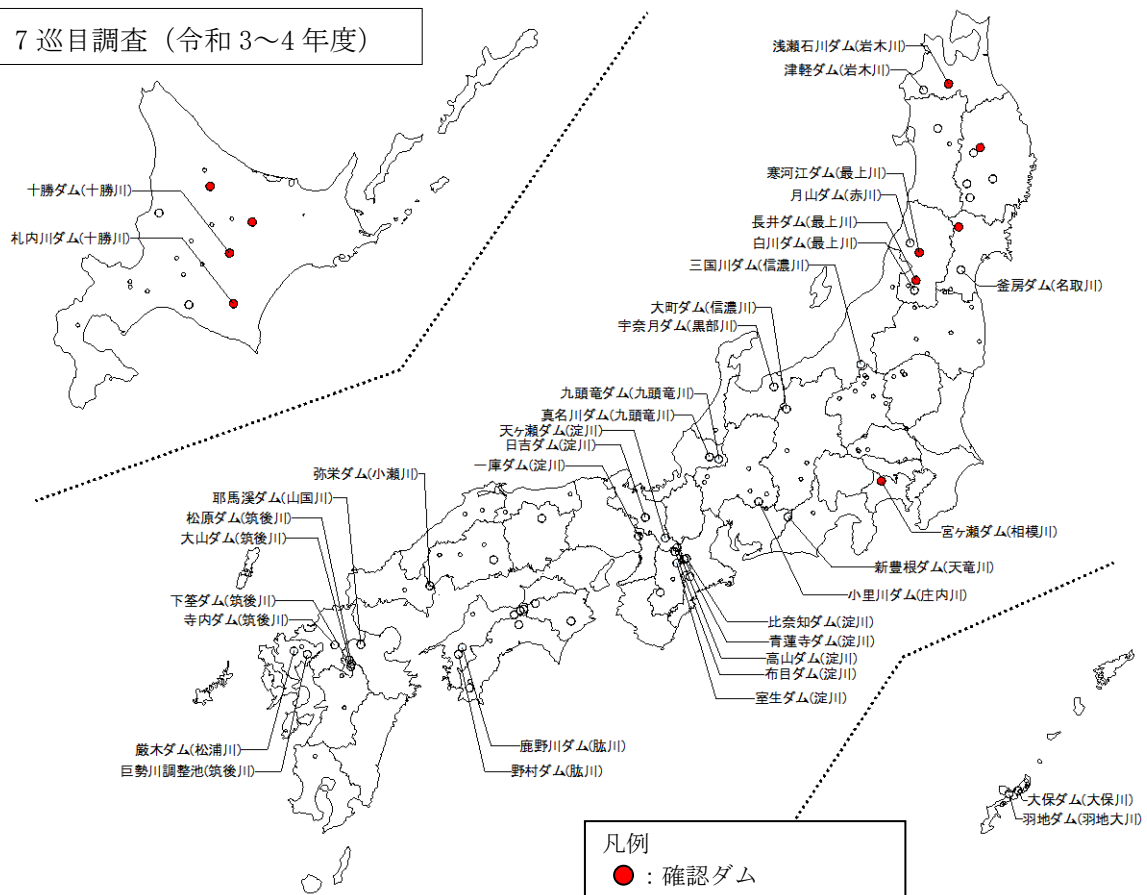 7巡目調査（令和3～4年度）
浅瀬石川ダム(岩木川)
津軽ダム(岩木川)
十勝ダム(十勝川)
札内川ダム(十勝川)
寒河江ダム(最上川)
月山ダム(赤川)
長井ダム(最上川)
白川ダム(最上川)
三国川ダム(信濃川)
釜房ダム(名取川)
大町ダム(信濃川)
宇奈月ダム(黒部川)
九頭竜ダム(九頭竜川)
真名川ダム(九頭竜川)
天ヶ瀬ダム(淀川)
日吉ダム(淀川)
一庫ダム(淀川)
弥栄ダム(小瀬川)
耶馬溪ダム(山国川)
松原ダム(筑後川)
大山ダム(筑後川)
下筌ダム(筑後川)
寺内ダム(筑後川)
宮ヶ瀬ダム(相模川)
新豊根ダム(天竜川)
小里川ダム(庄内川)
比奈知ダム(淀川)
青蓮寺ダム(淀川)
高山ダム(淀川)
布目ダム(淀川)
室生ダム(淀川)
厳木ダム(松浦川)
巨勢川調整池(筑後川)
鹿野川ダム(肱川)
野村ダム(肱川)
大保ダム(大保川)
羽地ダム(羽地大川)
凡例
：確認ダム